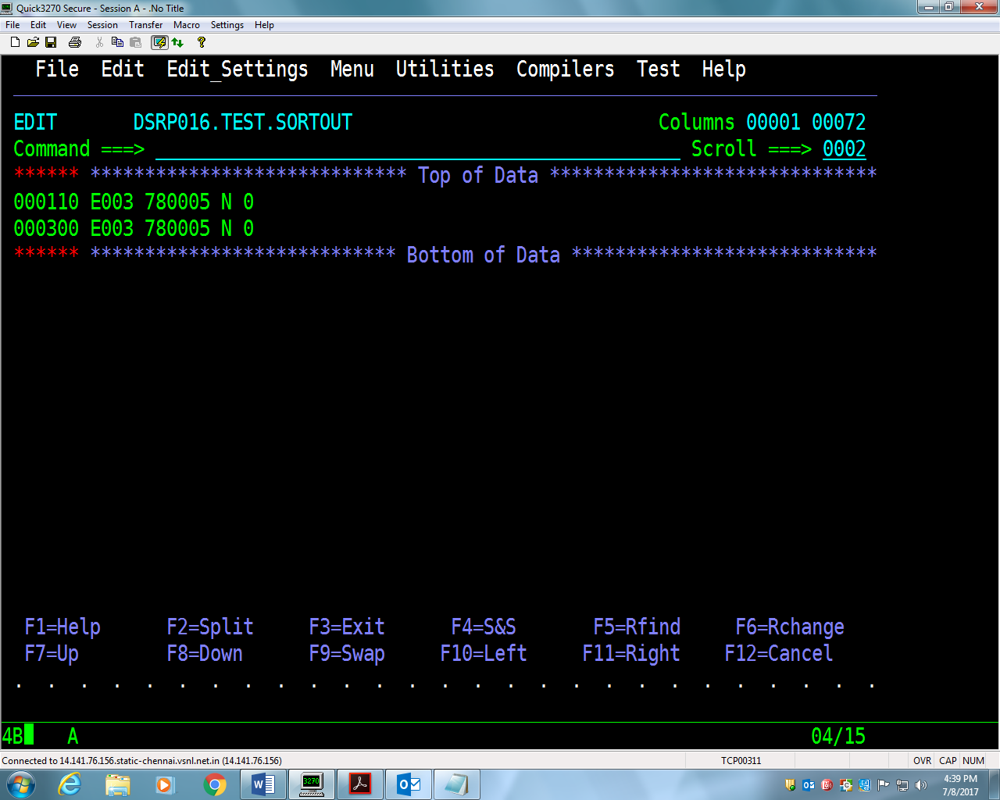 Quick3270 Secure - Session A - .No Title
File Edit View Session Transfer Macro Settings Help
File Edit Edit_Settings Menu Utilities Compilers Test Help
EDIT DSRP016.TEST.SORTOUT Columns 00001 00072
Command ===> Scroll ===> 0002
****** ***************************** Top of Data ******************************
000110 E003 780005 N 0
000300 E003 780005 N 0
****** **************************** Bottom of Data ****************************
F1=Help F2=Split F3=Exit F4=S&S F5=Rfind F6=Rchange
F7=Up F8=Down F9=Swap F10=Left F11=Right F12=Cancel
. . . . . . . . . . . . . . . . . . . . . . . . . . .
4B A 04/15
Connected to 14.141.76.156.static-chennai.vsnl.net.in (14.141.76.156) TCP00311 OVR CAP NUM
4:39 PM
7/8/2017